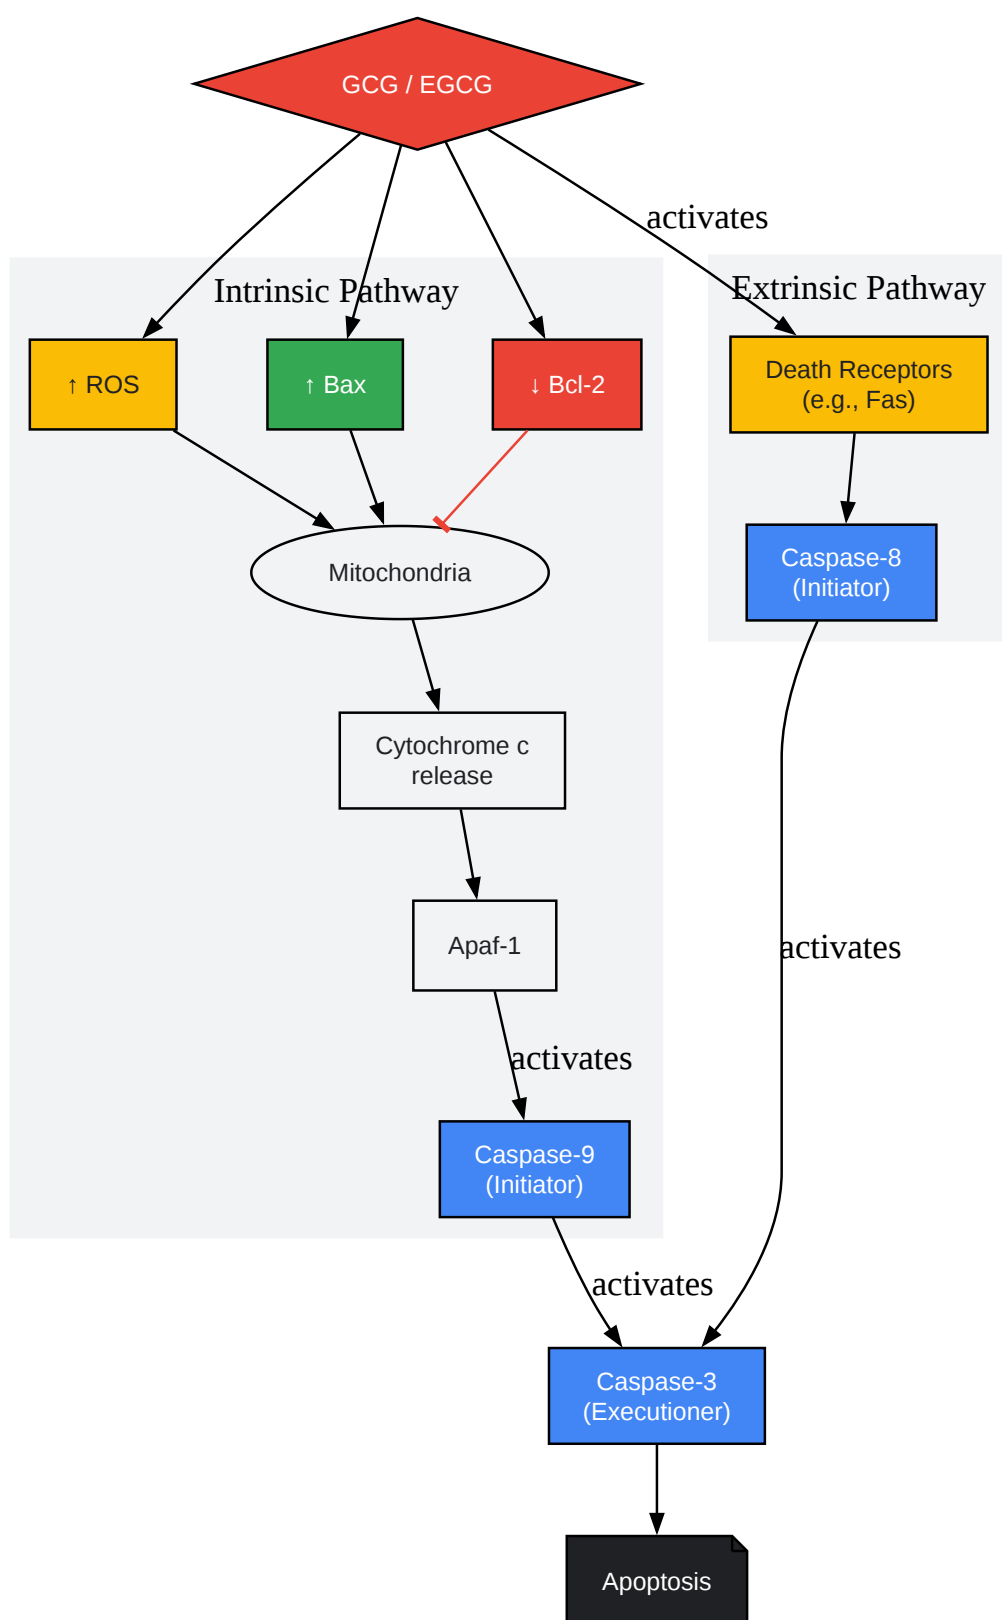 GCG / EGCG
activates
Intrinsic Pathway
Extrinsic Pathway
↑ ROS
↑ Bax
↓ Bcl-2
Death Receptors
(e.g., Fas)
Mitochondria
Caspase-8
(Initiator)
Cytochrome c
release
Apaf-1
activates
activates
Caspase-9
(Initiator)
activates
Caspase-3
(Executioner)
Apoptosis